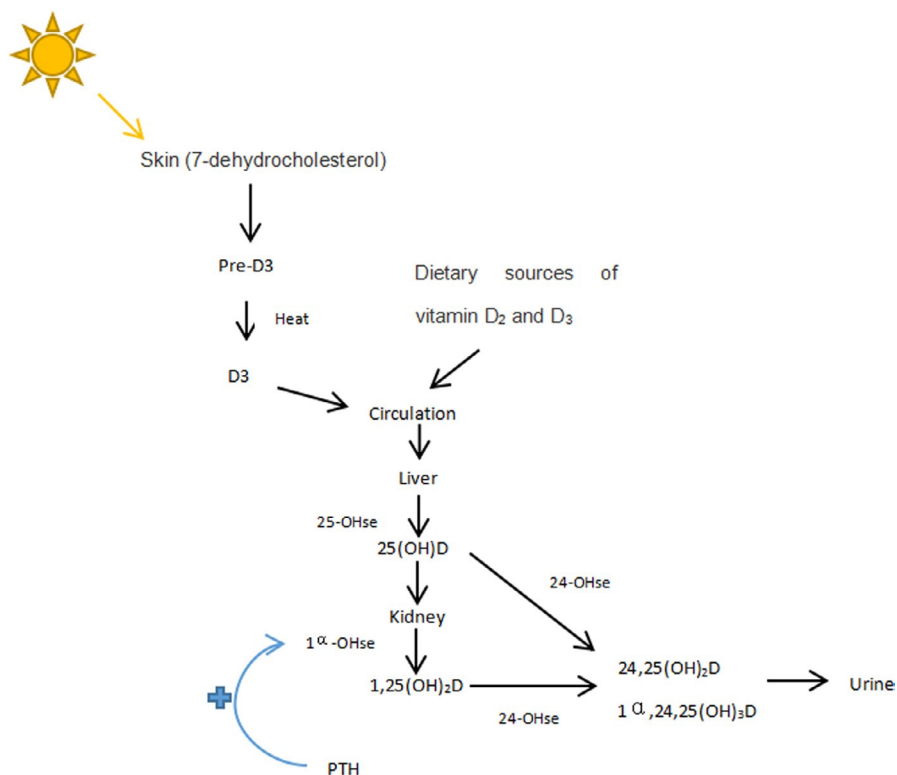 Skin (7-dehydrocholesterol)
Pre-D3
Heat
D3
Dietary sources of
vitamin D₂ and D₃
Circulation
Liver
25-OHse
25(OH)D
24-OHse
Kidney
1α-OHse
1,25(OH)₂D
24-OHse
24,25(OH)₂D
1α,24,25(OH)₃D
Urine
PTH